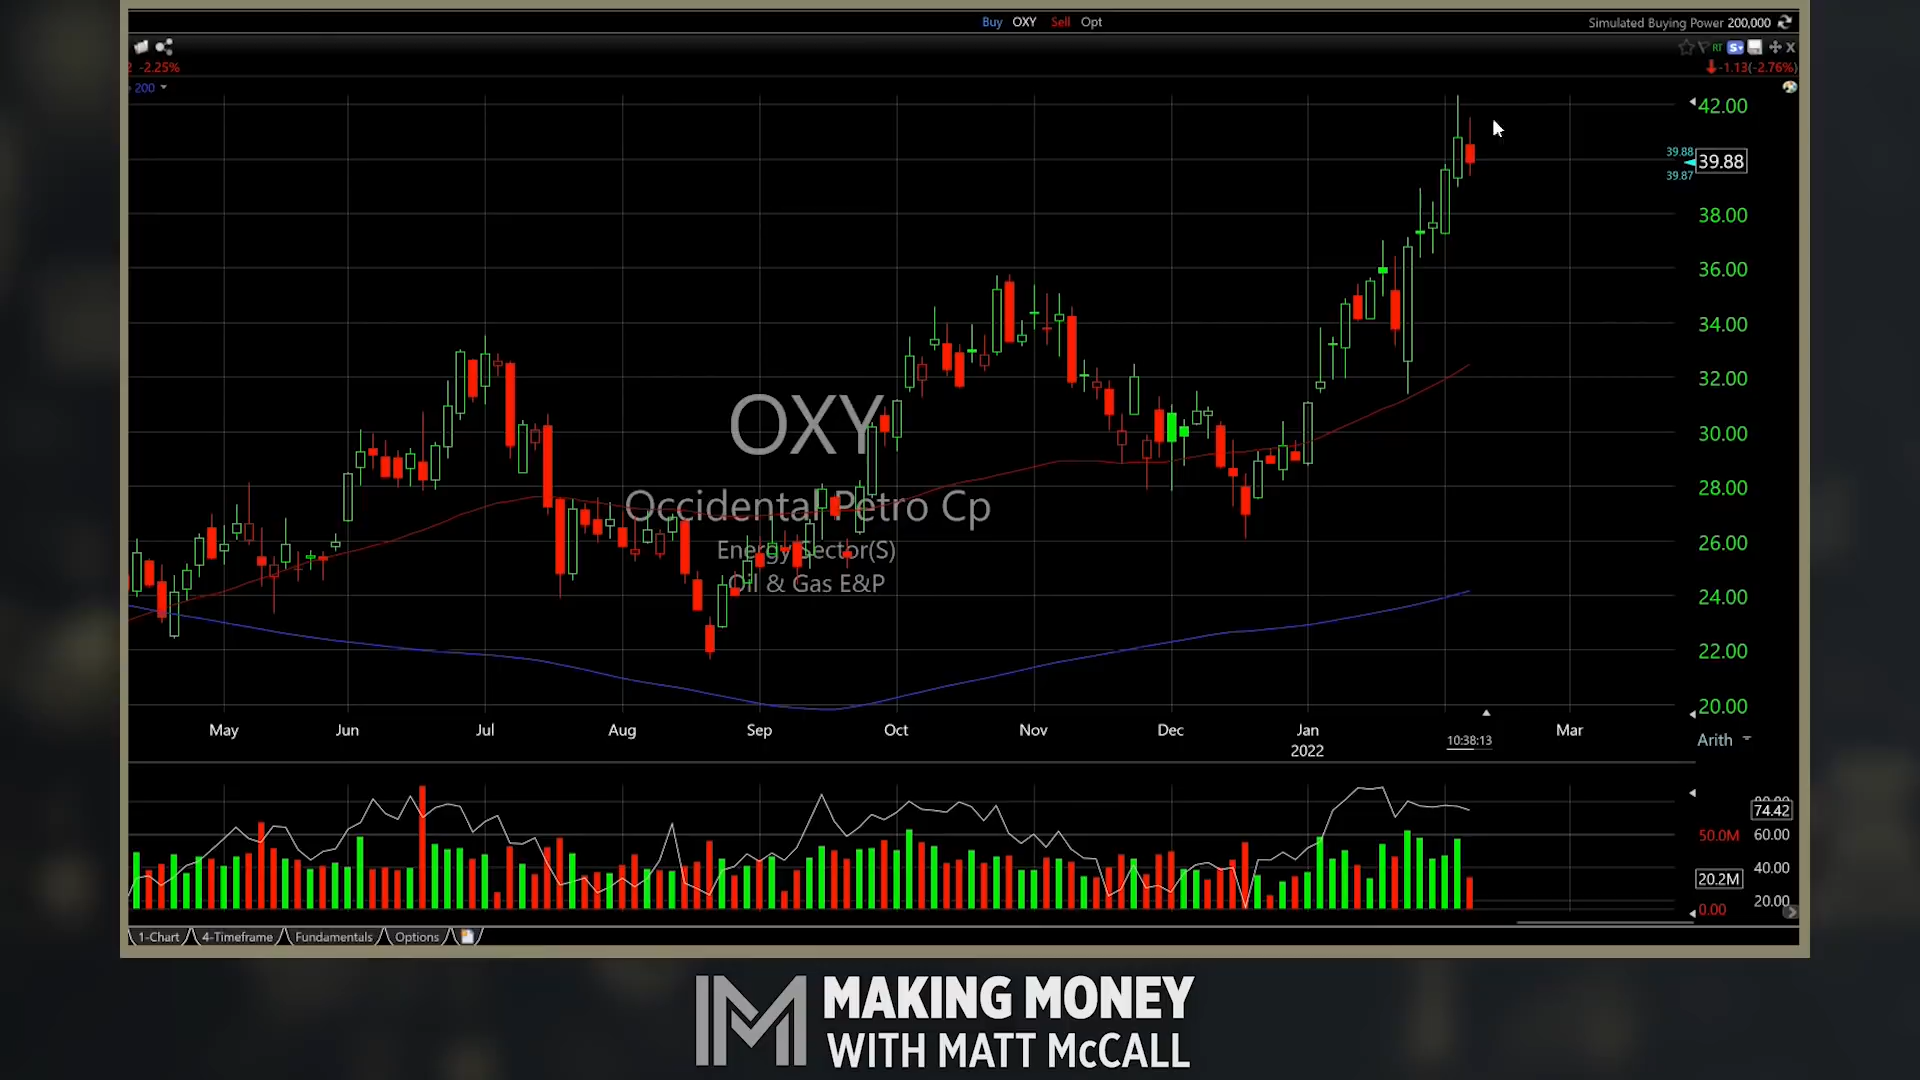 Buy OXY Sell Opt
Simulated Buying Power 200,000
RT S
2 -2.25%
-1.13(-2.76%)
200
42.00
39.88
39.88
39.87
38.00
36.00
34.00
32.00
30.00
28.00
26.00
24.00
22.00
20.00
OXY
Occidental Petro Cp
Energy Sector(S)
Oil & Gas E&P
May Jun Jul Aug Sep Oct Nov Dec Jan Mar
2022
10:38:13
Arith
74.42
50.0M 60.00
40.00
20.2M
20.00
0.00
1-Chart 4-Timeframe Fundamentals Options
IM MAKING MONEY
WITH MATT McCALL